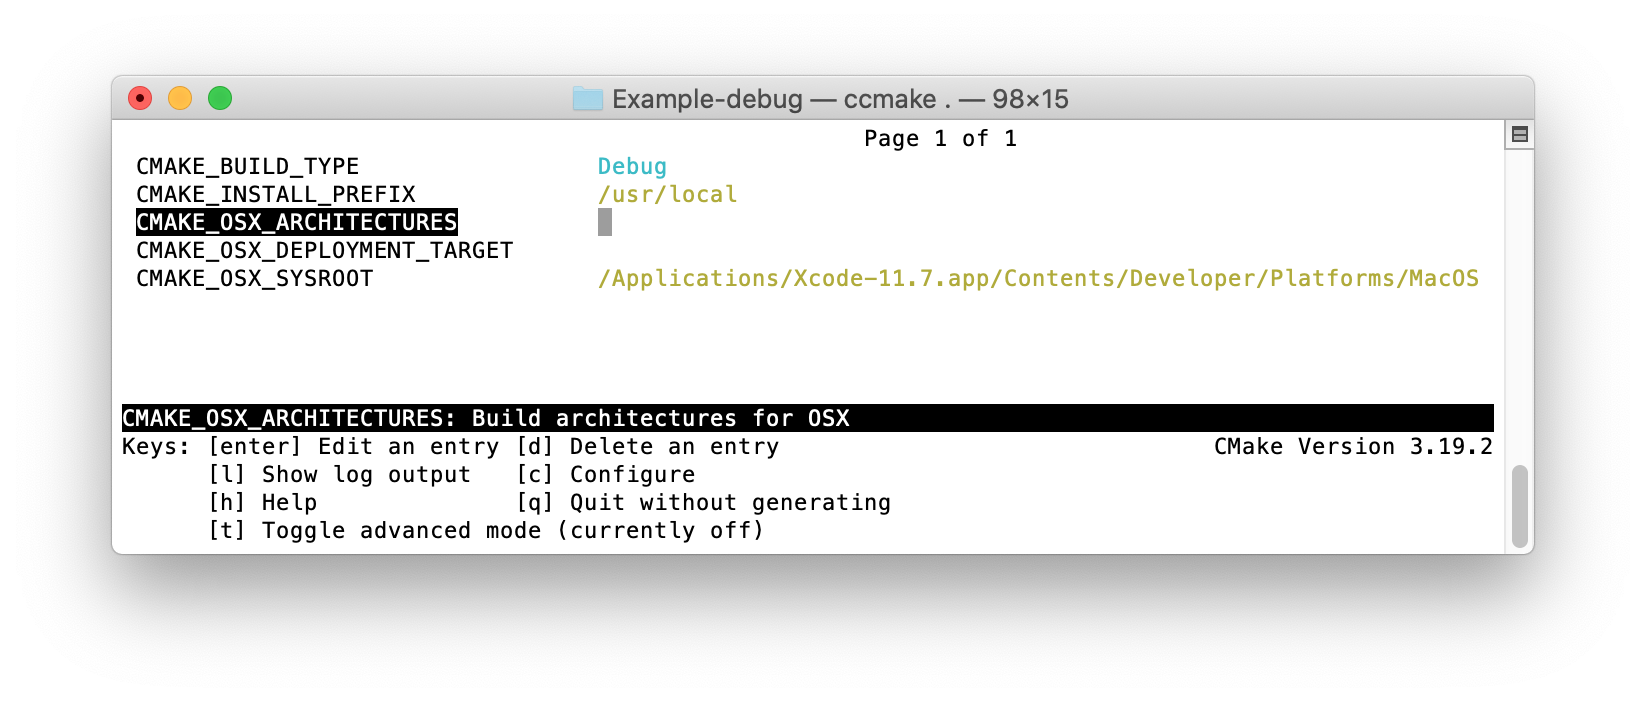 Example-debug — ccmake . — 98×15
Page 1 of 1
CMAKE_BUILD_TYPE Debug
CMAKE_INSTALL_PREFIX /usr/local
CMAKE_OSX_ARCHITECTURES
CMAKE_OSX_DEPLOYMENT_TARGET
CMAKE_OSX_SYSROOT /Applications/Xcode-11.7.app/Contents/Developer/Platforms/MacOS
CMAKE_OSX_ARCHITECTURES: Build architectures for OSX
Keys: [enter] Edit an entry [d] Delete an entry CMake Version 3.19.2
[l] Show log output [c] Configure
[h] Help [q] Quit without generating
[t] Toggle advanced mode (currently off)